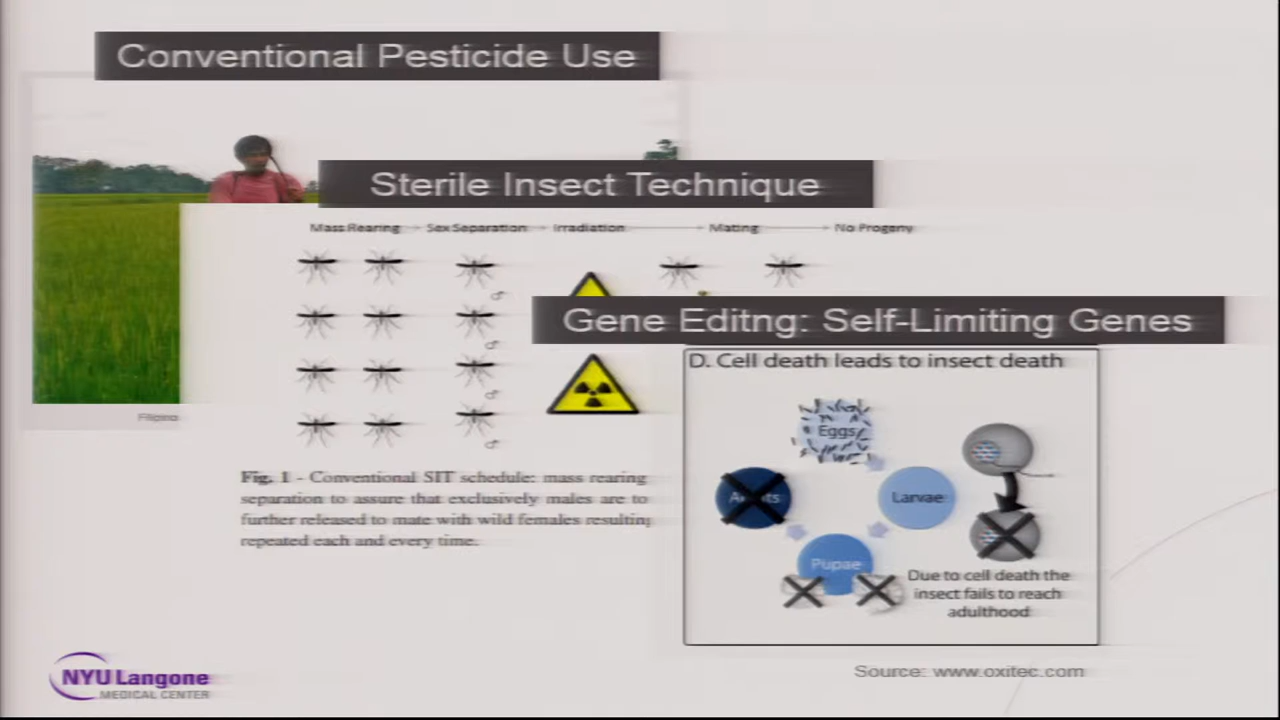 Conventional Pesticide Use
Sterile Insect Technique
Mass Rearing Sex Separation Irradiation Mating No Progeny
♂
♂
♂
♂
Filipino
Fig. 1 - Conventional SIT schedule: mass rearing
separation to assure that exclusively males are to
further released to mate with wild females resulting
repeated each and every time.
Gene Editng: Self-Limiting Genes
D. Cell death leads to insect death
Eggs
Adults
Larvae
Pupae
Due to cell death the
insect fails to reach
adulthood
Source: www.oxitec.com
NYU Langone
MEDICAL CENTER